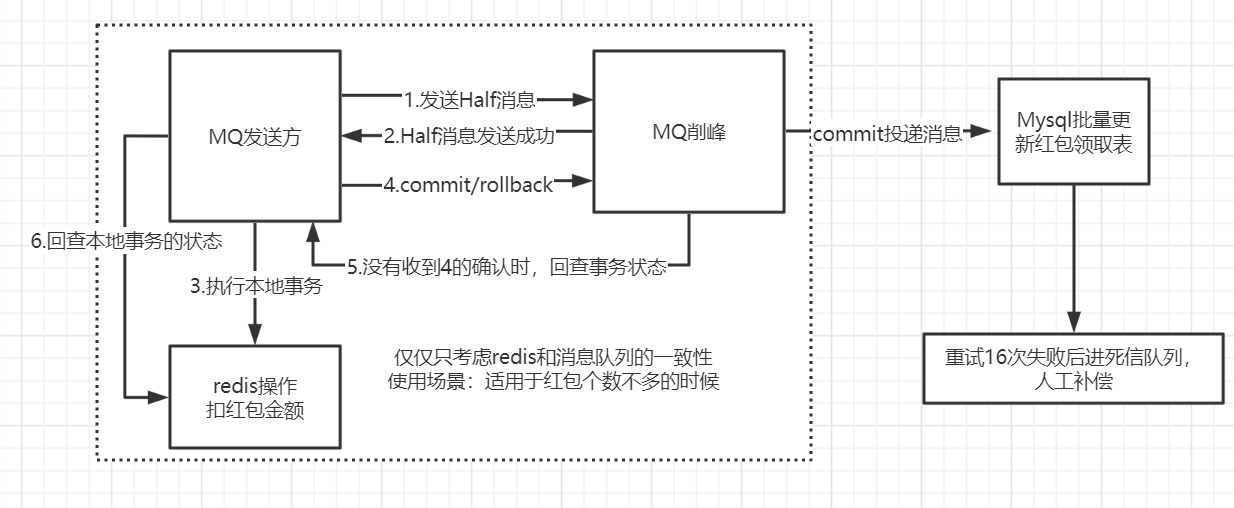 MQ发送方
1.发送Half消息
2.Half消息发送成功
4.commit/rollback
MQ削峰
commit投递消息
Mysql批量更
新红包领取表
6.回查本地事务的状态
5.没有收到4的确认时，回查事务状态
3.执行本地事务
redis操作
扣红包金额
仅仅只考虑redis和消息队列的一致性
使用场景：适用于红包个数不多的时候
重试16次失败后进死信队列，
人工补偿